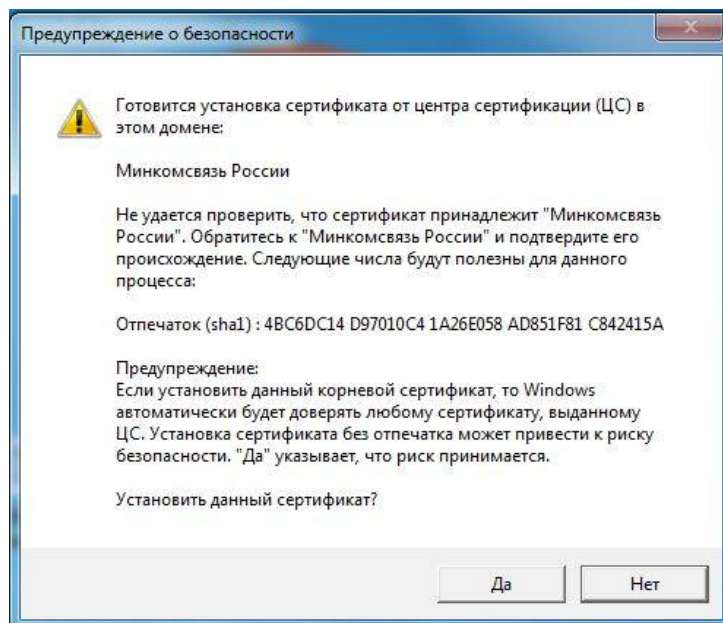 Предупреждение о безопасности
Готовится установка сертификата от центра сертификации (ЦС) в
этом домене:
Минкомсвязь России
Не удается проверить, что сертификат принадлежит "Минкомсвязь
России". Обратитесь к "Минкомсвязь России" и подтвердите его
происхождение. Следующие числа будут полезны для данного
процесса:
Отпечаток (sha1) : 4BC6DC14 D97010C4 1A26E058 AD851F81 C842415A
Предупреждение:
Если установить данный корневой сертификат, то Windows
автоматически будет доверять любому сертификату, выданному
ЦС. Установка сертификата без отпечатка может привести к риску
безопасности. "Да" указывает, что риск принимается.
Установить данный сертификат?
Да
Нет